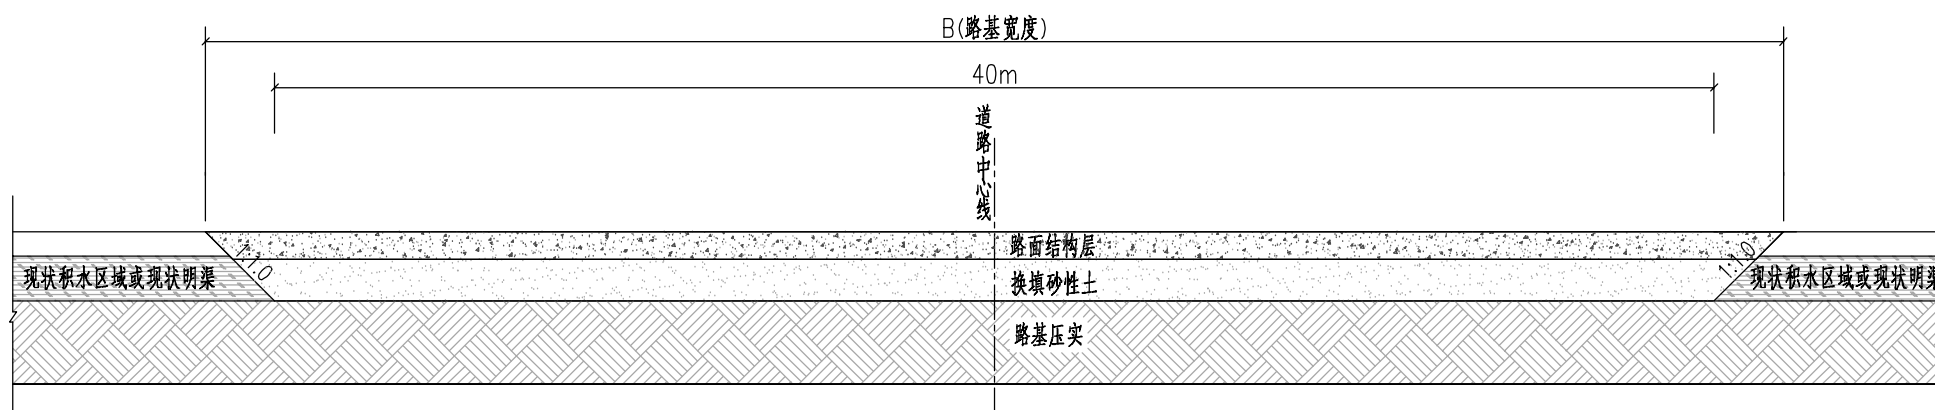 B(路基宽度)
40m
道路中心线
路面结构层
1:1.0
1:1.0
现状积水区域或现状明渠
换填砂性土
现状积水区域或现状明渠
路基压实